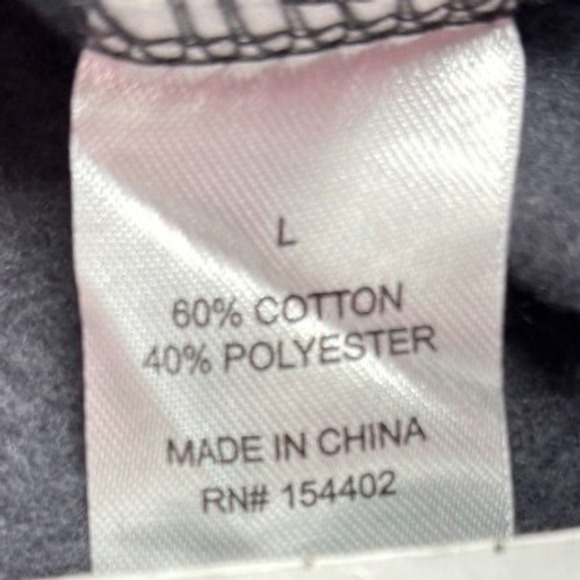 L
60% COTTON
40% POLYESTER
MADE IN CHINA
RN# 154402